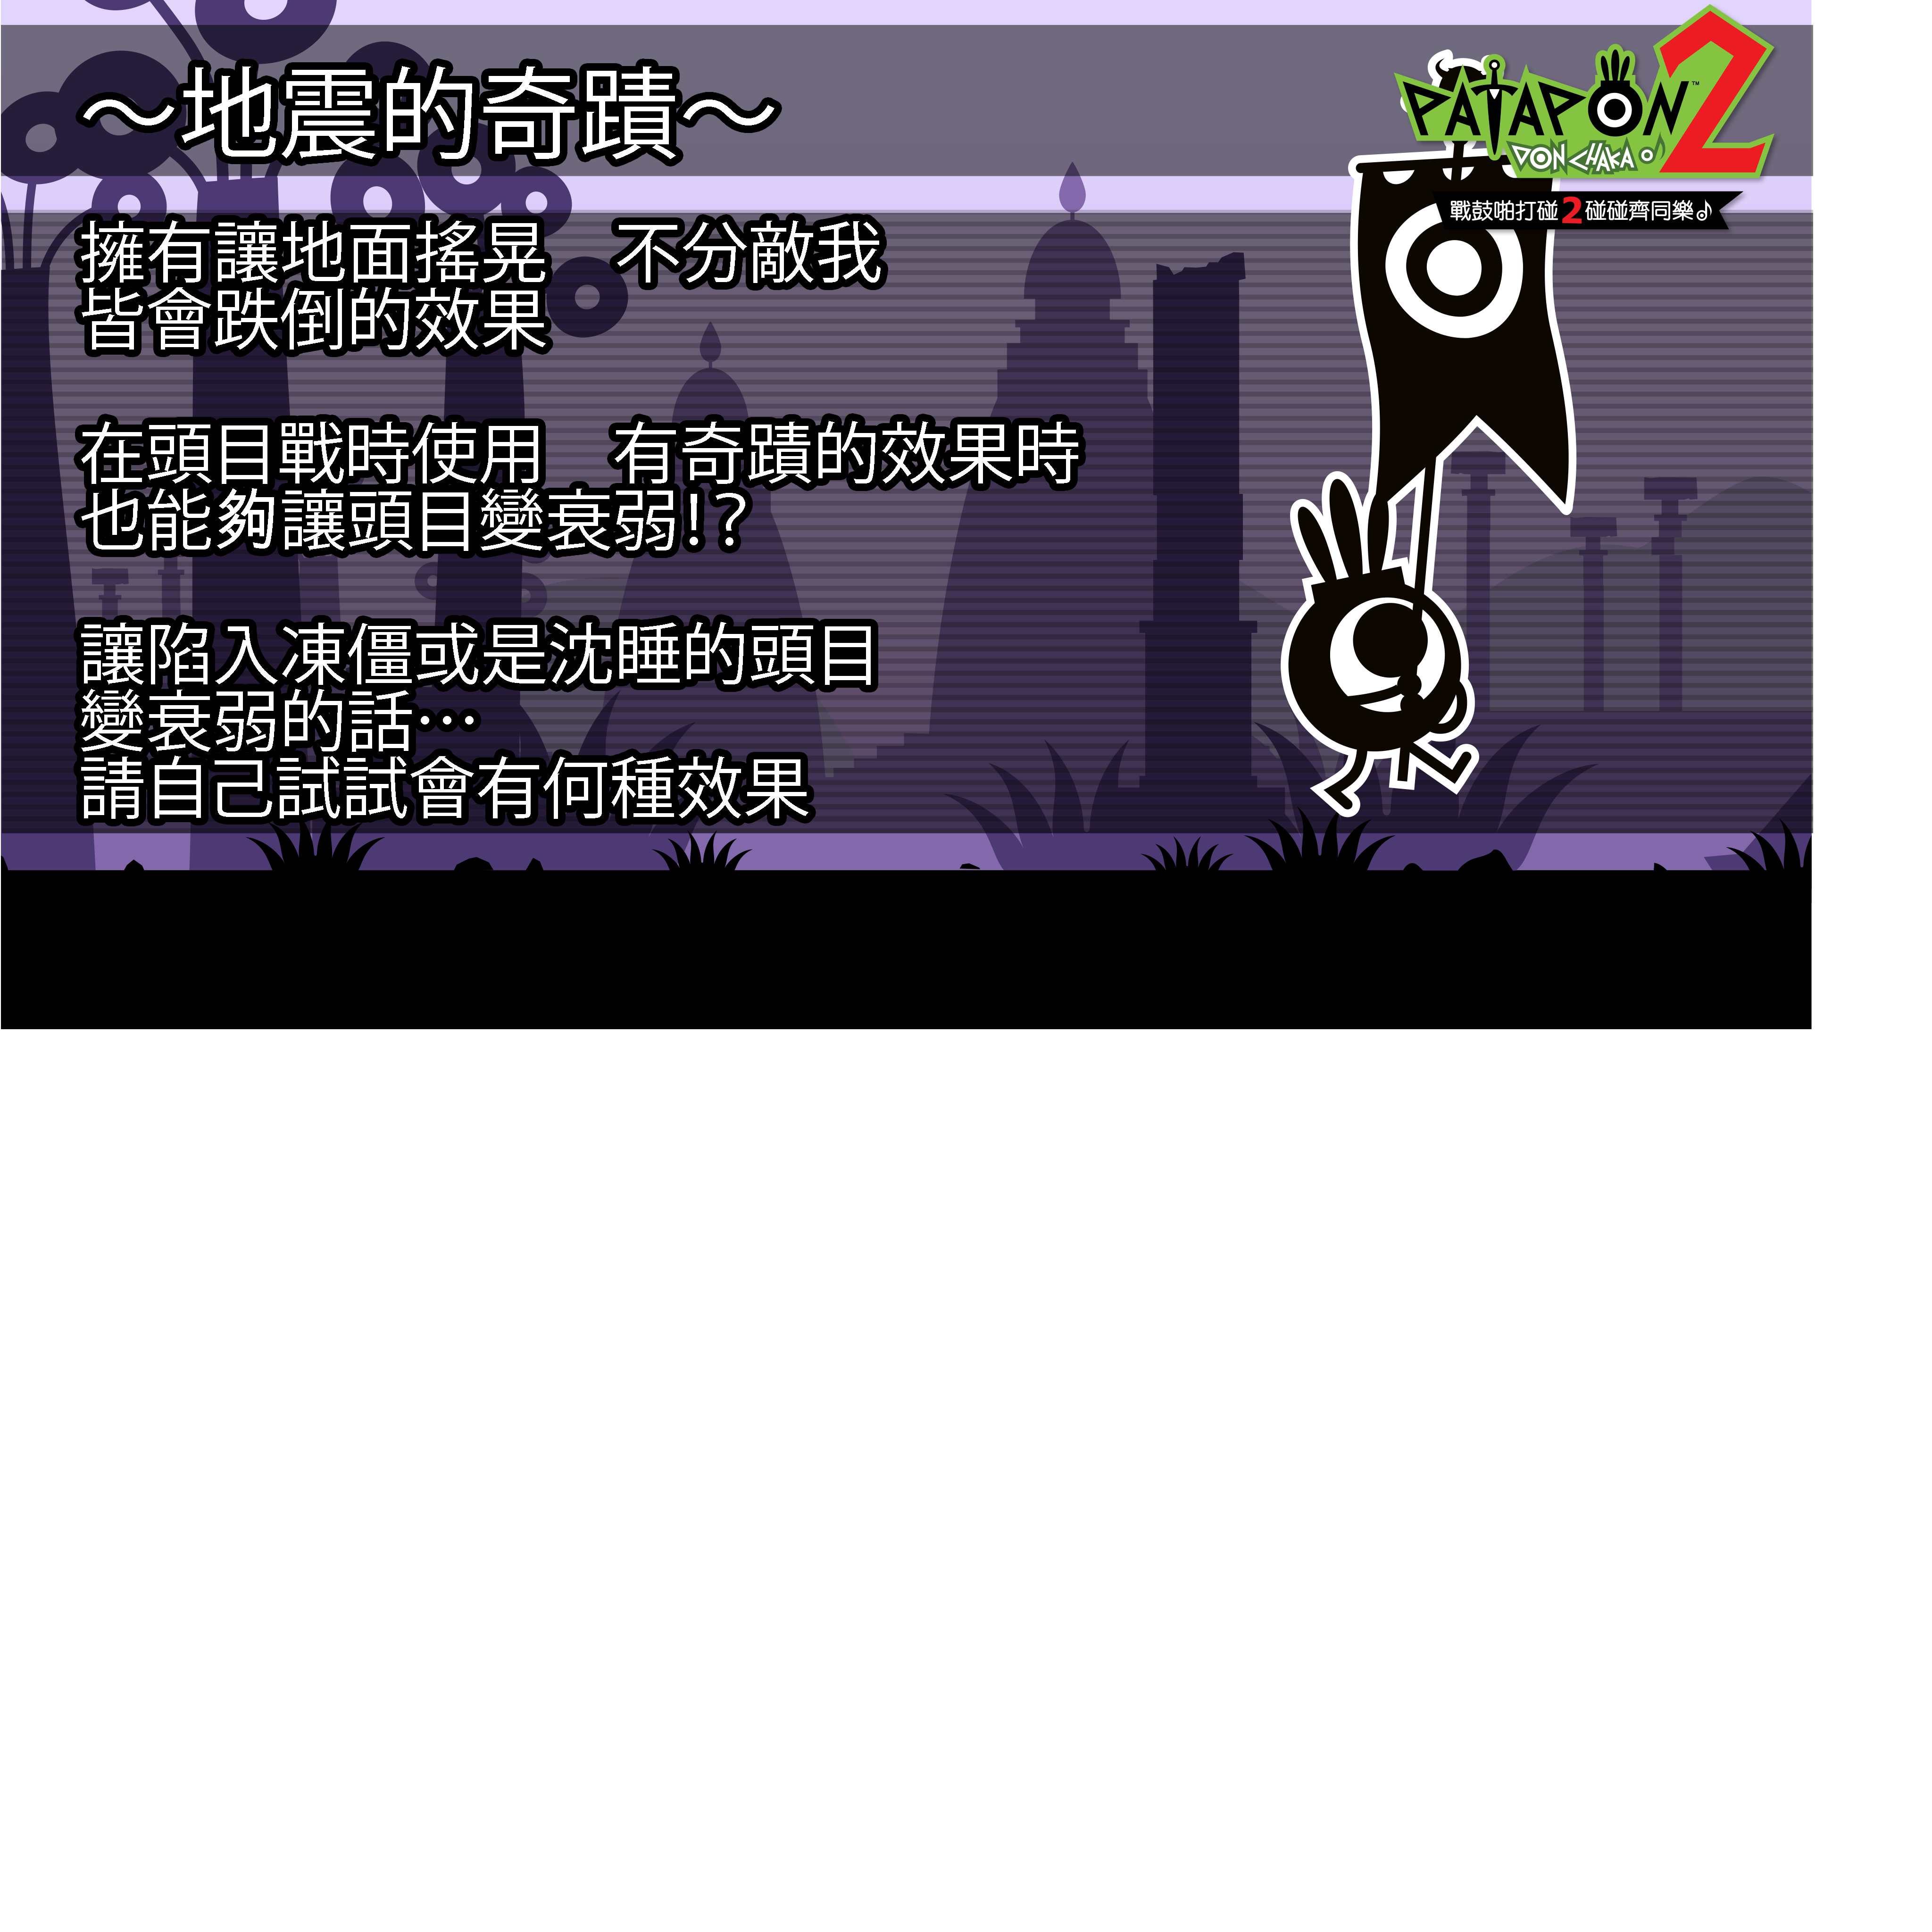 ～地震的奇蹟～
PATAPON™2
DON CHAKA♪
戰鼓啪打碰2碰碰齊同樂♪
擁有讓地面搖晃　不分敵我
皆會跌倒的效果
在頭目戰時使用　有奇蹟的效果時
也能夠讓頭目變衰弱!?
讓陷入凍僵或是沈睡的頭目
變衰弱的話…
請自己試試會有何種效果